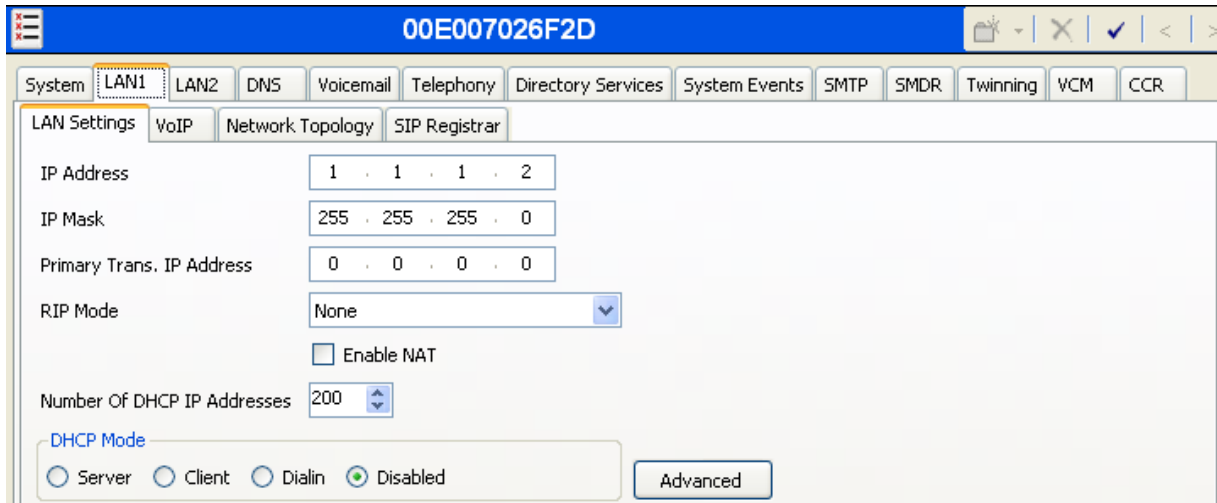 00E007026F2D
System LAN1 LAN2 DNS Voicemail Telephony Directory Services System Events SMTP SMDR Twinning VCM CCR
LAN Settings VoIP Network Topology SIP Registrar
IP Address 1 . 1 . 1 . 2
IP Mask 255 . 255 . 255 . 0
Primary Trans. IP Address 0 . 0 . 0 . 0
RIP Mode None
Enable NAT
Number Of DHCP IP Addresses 200
DHCP Mode
Server Client Dialin Disabled Advanced